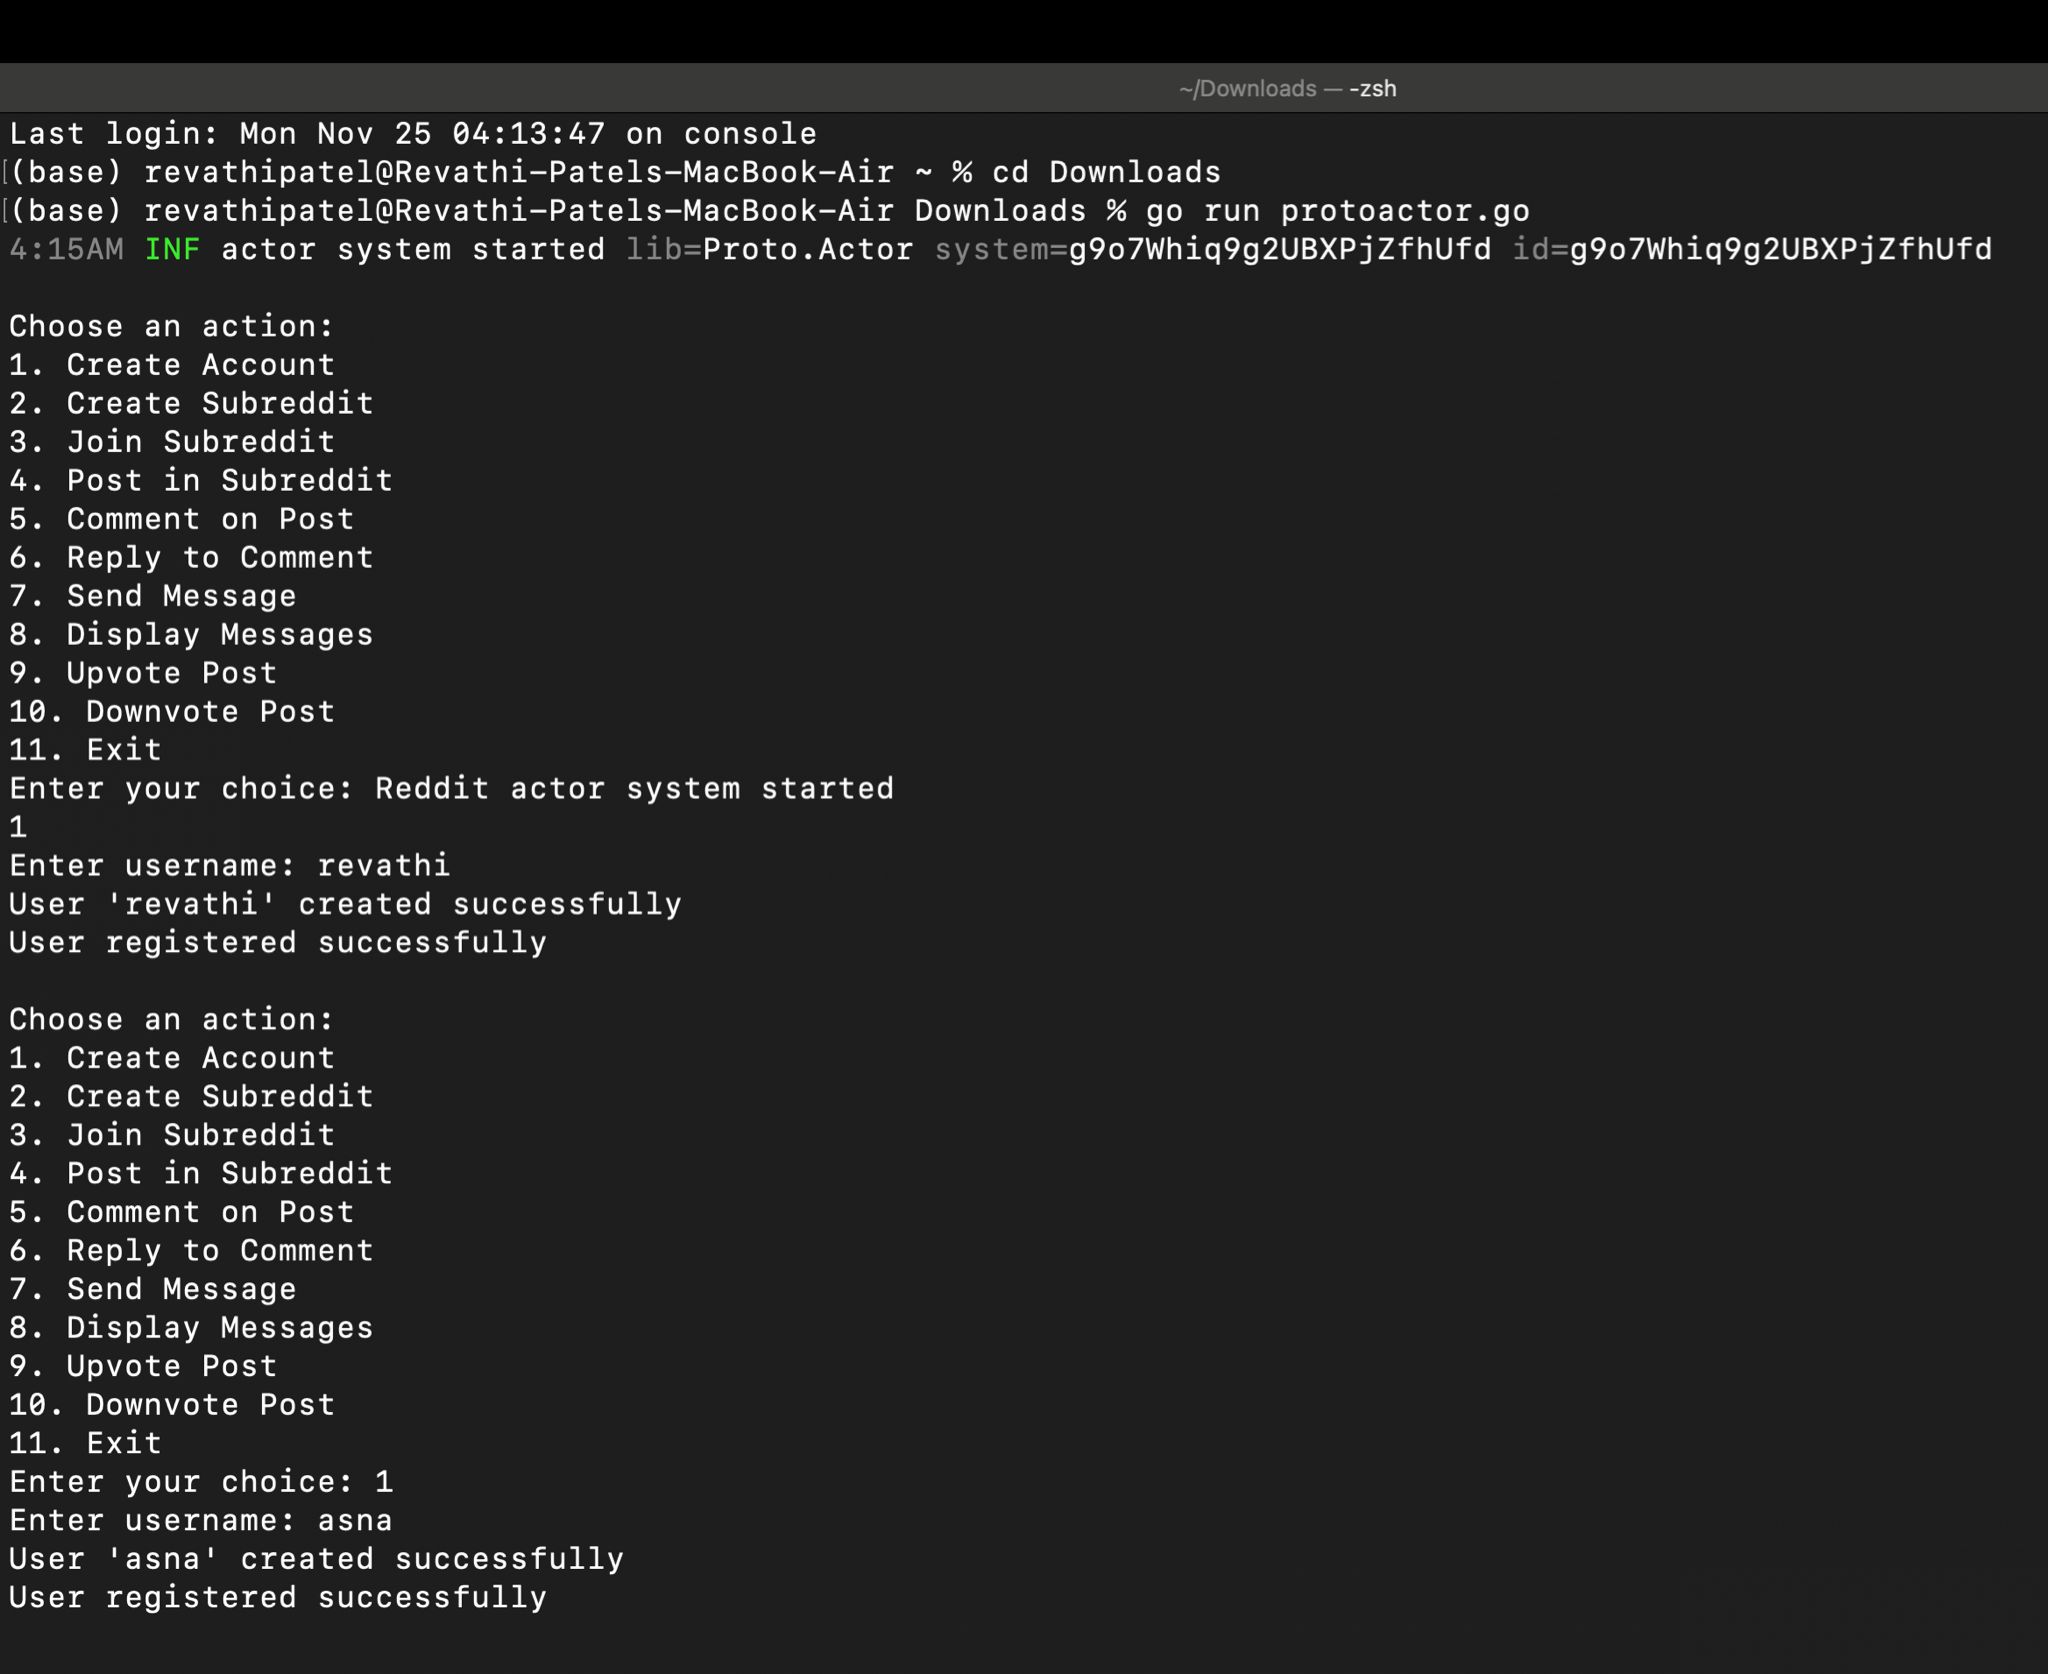 ~/Downloads — -zsh
Last login: Mon Nov 25 04:13:47 on console
[(base) revathipatel@Revathi-Patels-MacBook-Air ~ % cd Downloads
[(base) revathipatel@Revathi-Patels-MacBook-Air Downloads % go run protoactor.go
4:15AM INF actor system started lib=Proto.Actor system=g9o7Whiq9g2UBXPjZfhUfd id=g9o7Whiq9g2UBXPjZfhUfd
Choose an action:
1. Create Account
2. Create Subreddit
3. Join Subreddit
4. Post in Subreddit
5. Comment on Post
6. Reply to Comment
7. Send Message
8. Display Messages
9. Upvote Post
10. Downvote Post
11. Exit
Enter your choice: Reddit actor system started
1
Enter username: revathi
User 'revathi' created successfully
User registered successfully
Choose an action:
1. Create Account
2. Create Subreddit
3. Join Subreddit
4. Post in Subreddit
5. Comment on Post
6. Reply to Comment
7. Send Message
8. Display Messages
9. Upvote Post
10. Downvote Post
11. Exit
Enter your choice: 1
Enter username: asna
User 'asna' created successfully
User registered successfully